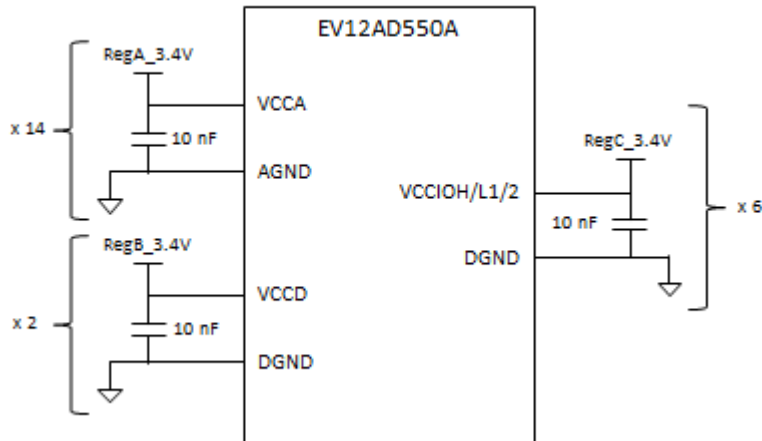 EV12AD550A
RegA_3.4V
VCCA
x 14
10 nF
AGND
RegC_3.4V
VCCIOH/L1/2
x 6
10 nF
DGND
RegB_3.4V
VCCD
x 2
10 nF
DGND